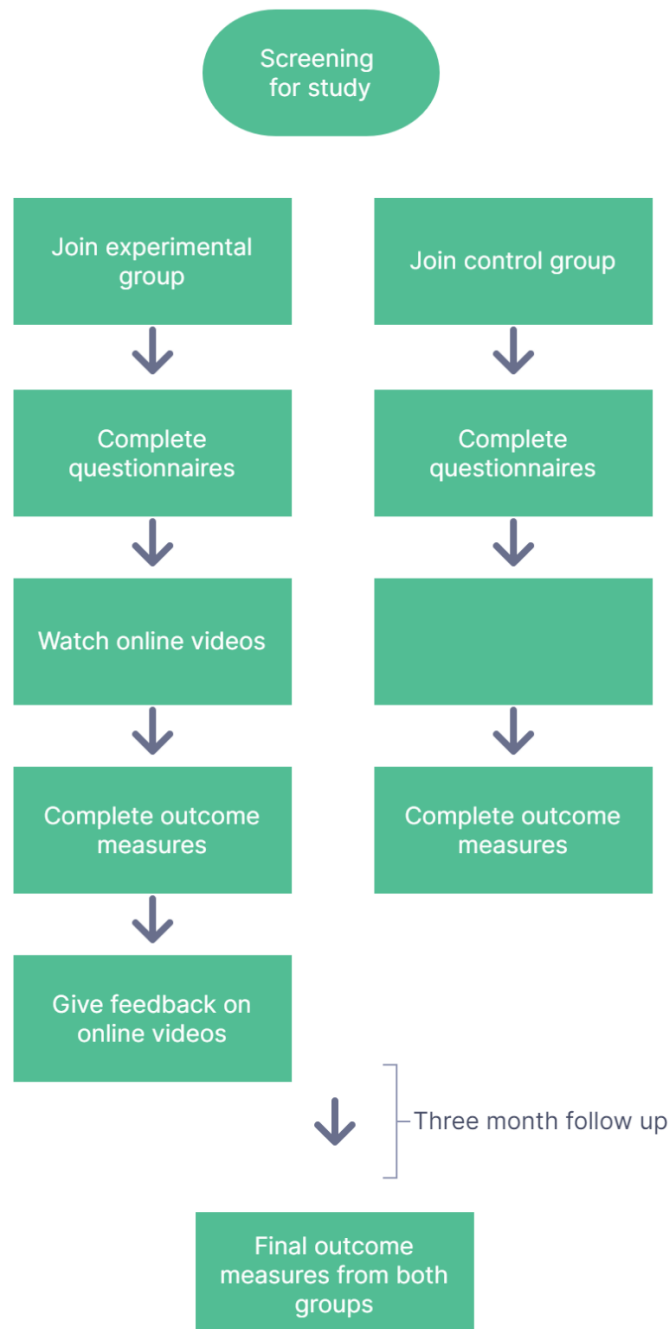 Screening
for study
Join experimental
group
Join control group
Complete
questionnaires
Complete
questionnaires
Watch online videos
Complete outcome
measures
Complete outcome
measures
Give feedback on
online videos
Three month follow up
Final outcome
measures from both
groups